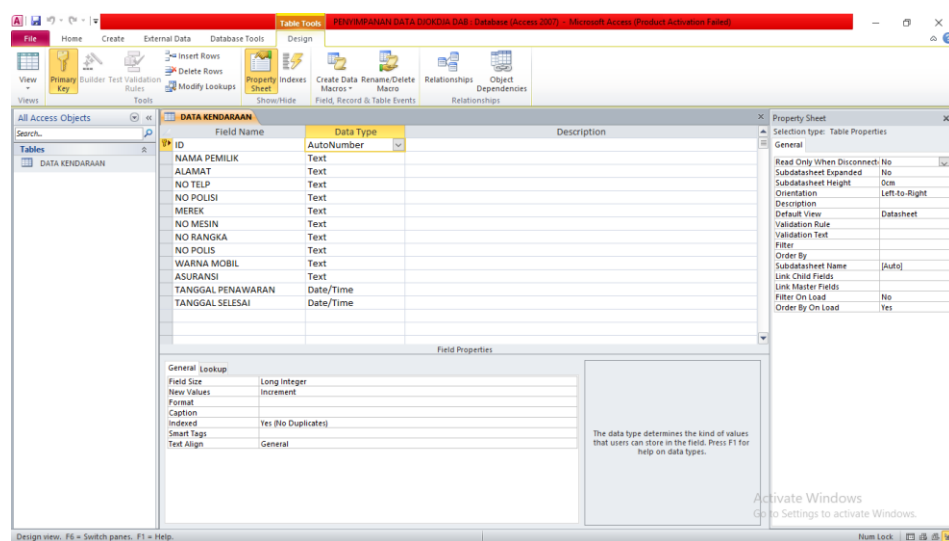 Table Tools
PENYIMPANAN DATA DJOKDJA DAB : Database (Access 2007) - Microsoft Access (Product Activation Failed)
File Home Create External Data Database Tools Design
View
Primary Key
Builder
Test Validation Rules
Insert Rows
Delete Rows
Modify Lookups
Property Sheet
Indexes
Create Data Macros
Rename/Delete Macro
Relationships
Object Dependencies
Views Tools Show/Hide Field, Record & Table Events Relationships
All Access Objects
Search...
Tables
DATA KENDARAAN
DATA KENDARAAN
Field Name Data Type Description
ID AutoNumber
NAMA PEMILIK Text
ALAMAT Text
NO TELP Text
NO POLISI Text
MEREK Text
NO MESIN Text
NO RANGKA Text
NO POLIS Text
WARNA MOBIL Text
ASURANSI Text
TANGGAL PENAWARAN Date/Time
TANGGAL SELESAI Date/Time
Field Properties
General Lookup
Field Size Long Integer
New Values Increment
Format
Caption
Indexed Yes (No Duplicates)
Smart Tags
Text Align General
The data type determines the kind of values
that users can store in the field. Press F1 for
help on data types.
Property Sheet
Selection type: Table Properties
General
Read Only When Disconnect No
Subdatasheet Expanded No
Subdatasheet Height 0cm
Orientation Left-to-Right
Description
Default View Datasheet
Validation Rule
Validation Text
Filter
Order By
Subdatasheet Name [Auto]
Link Child Fields
Link Master Fields
Filter On Load No
Order By On Load Yes
Activate Windows
Go to Settings to activate Windows.
Design view. F6 = Switch panes. F1 = Help.
Num Lock